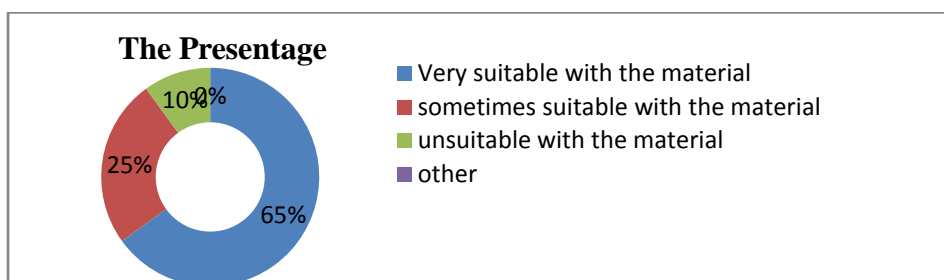 The Presentage
Very suitable with the material
sometimes suitable with the material
unsuitable with the material
other
10%
0%
25%
65%